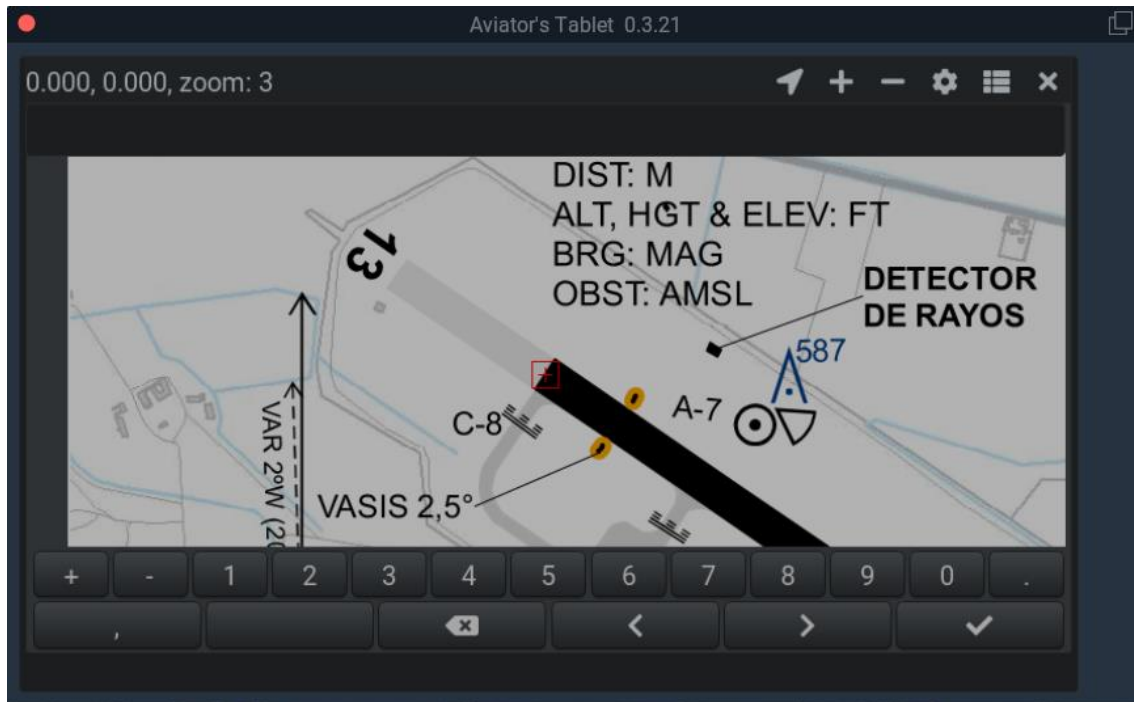 Aviator's Tablet 0.3.21
0.000, 0.000, zoom: 3
DIST: M
ALT, HGT & ELEV: FT
BRG: MAG
OBST: AMSL
13
DETECTOR
DE RAYOS
587
A-7
C-8
VAR 2°W (20
VASIS 2,5°
+ - 1 2 3 4 5 6 7 8 9 0 .
, < >